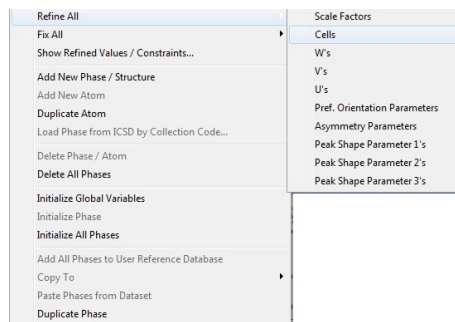 Refine All
Fix All
Show Refined Values / Constraints...
Add New Phase / Structure
Add New Atom
Duplicate Atom
Load Phase from ICSD by Collection Code...
Delete Phase / Atom
Delete All Phases
Initialize Global Variables
Initialize Phase
Initialize All Phases
Add All Phases to User Reference Database
Copy To
Paste Phases from Dataset
Duplicate Phase
Scale Factors
Cells
W's
V's
U's
Pref. Orientation Parameters
Asymmetry Parameters
Peak Shape Parameter 1's
Peak Shape Parameter 2's
Peak Shape Parameter 3's